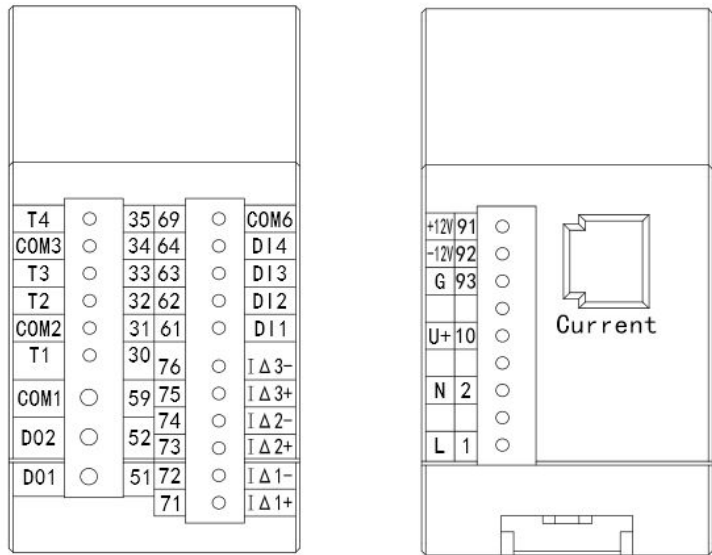 T4 35 69 COM6
COM3 34 64 DI4
T3 33 63 DI3
T2 32 62 DI2
COM2 31 61 DI1
T1 30 76 IΔ3-
COM1 59 75 IΔ3+
74 IΔ2-
DO2 52 73 IΔ2+
DO1 51 72 IΔ1-
71 IΔ1+
+12V 91
-12V 92
G 93
U+ 10
N 2
L 1
Current